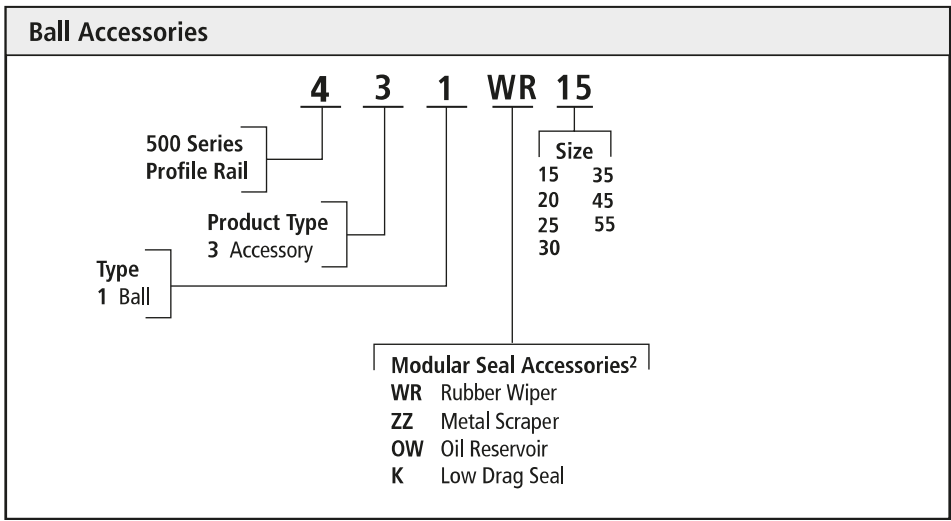 Ball Accessories
4 3 1 WR 15
500 Series
Profile Rail
Product Type
3 Accessory
Type
1 Ball
Size
15 35
20 45
25 55
30
Modular Seal Accessories²
WR Rubber Wiper
ZZ Metal Scraper
OW Oil Reservoir
K Low Drag Seal